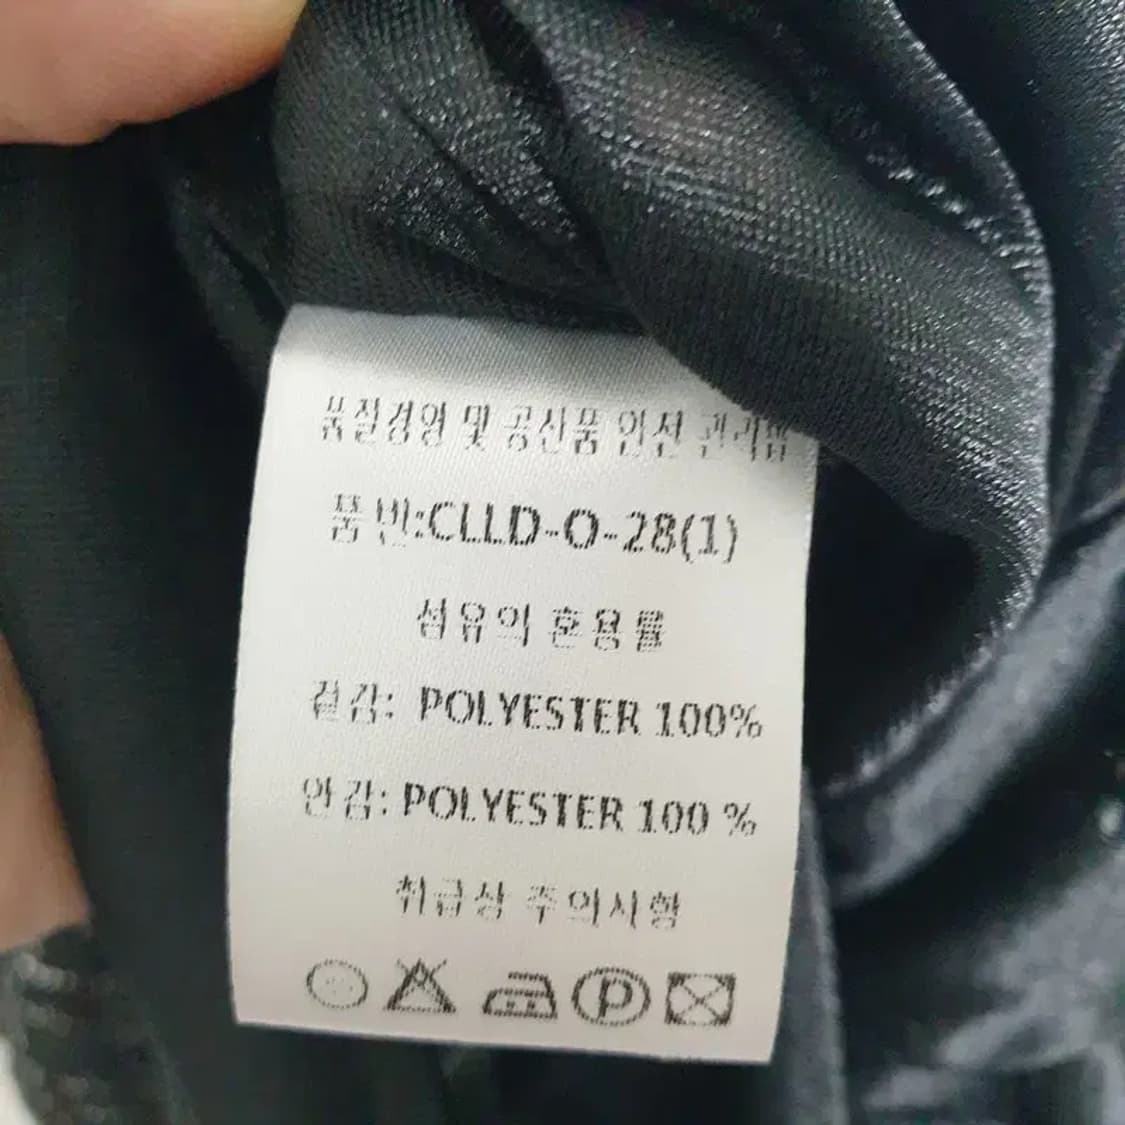 품질경영 및 공산품 안전 관리법
품 번:CLLD-O-28(1)
섬유의 혼용률
겉감: POLYESTER 100%
안감: POLYESTER 100 %
취급상 주의사항
P